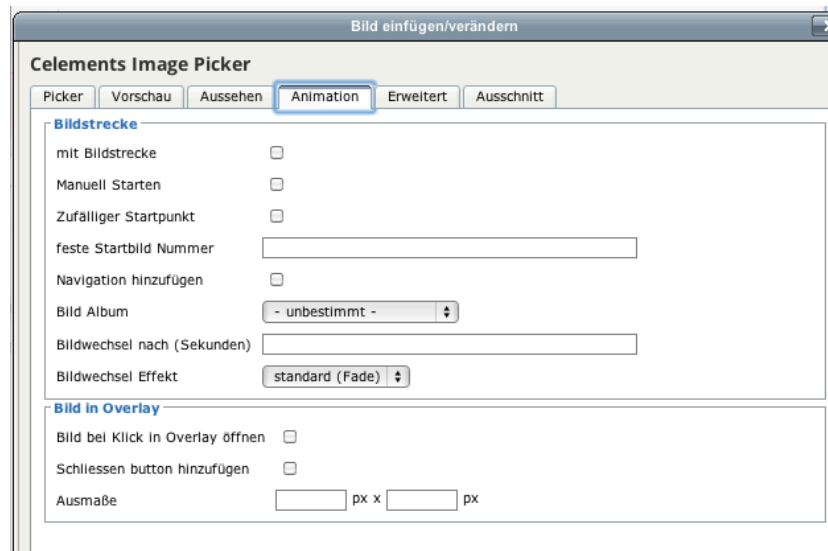 Bild einfügen/verändern
Celements Image Picker
Picker Vorschau Aussehen Animation Erweitert Ausschnitt
Bildstrecke
mit Bildstrecke
Manuell Starten
Zufälliger Startpunkt
feste Startbild Nummer
Navigation hinzufügen
Bild Album - unbestimmt -
Bildwechsel nach (Sekunden)
Bildwechsel Effekt standard (Fade)
Bild in Overlay
Bild bei Klick in Overlay öffnen
Schliessen button hinzufügen
Ausmaße px x px